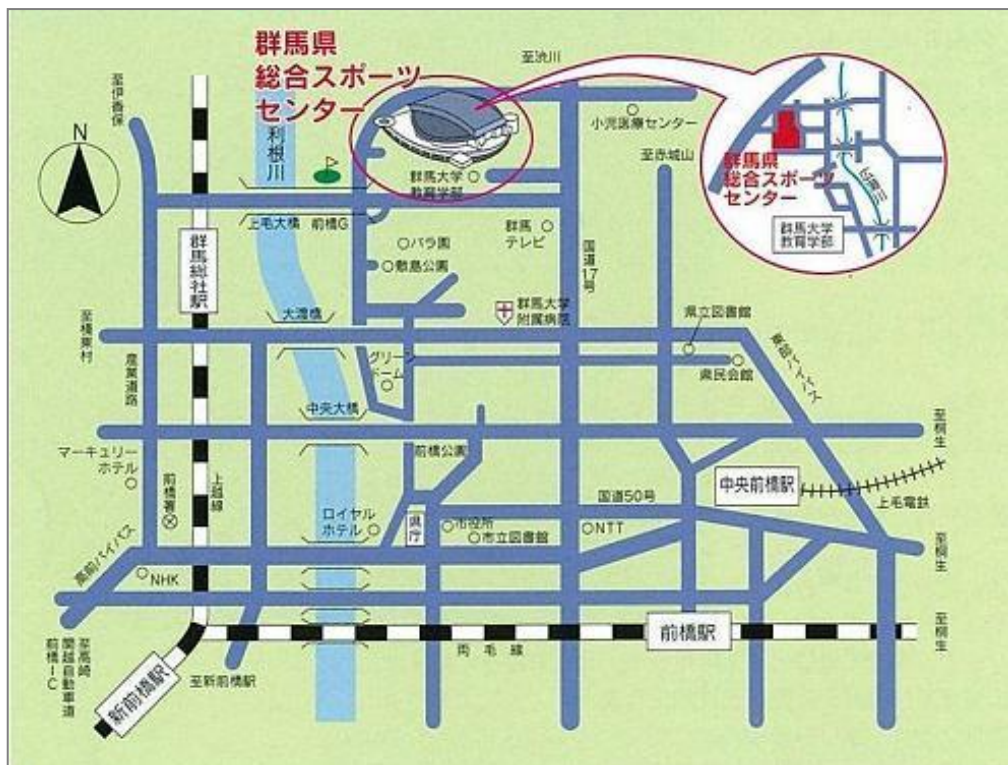 群馬県
総合スポーツ
センター
至渋川
至伊香保
N
利根川
小児医療センター
至赤城山
群馬県
総合スポーツ
センター
群馬大学
教育学部
群馬大学
教育学部
上毛大橋
前橋G
バラ園
群馬
テレビ
敷島公園
国道17号
群馬総社駅
大渡橋
群馬大学
附属病院
県立図書館
至榛東村
産業道路
グリーン
ドーム
県民会館
東部バイパス
中央大橋
至桐生
マーキュリー
ホテル
前橋公園
中央前橋駅
前橋署
上越線
国道50号
上毛電鉄
ロイヤル
ホテル
県庁
市役所
市立図書館
NTT
高前バイパス
NHK
至桐生
前橋駅
至桐生
両毛線
至高崎
関越自動車道
前橋IC
新前橋駅
至新前橋駅